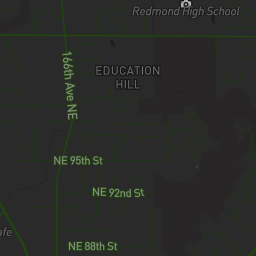 Redmond High School
166th Ave NE
EDUCATION
HILL
NE 95th St
NE 92nd St
NE 88th St